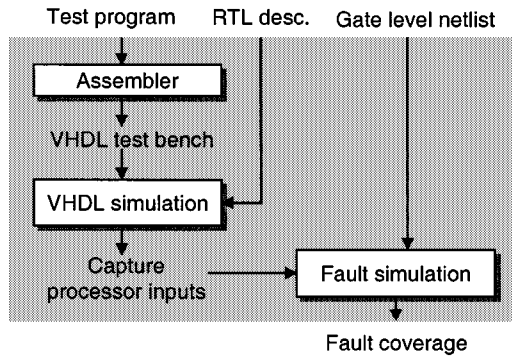 Test program
RTL desc.
Gate level netlist
Assembler
VHDL test bench
VHDL simulation
Capture
processor inputs
Fault simulation
Fault coverage